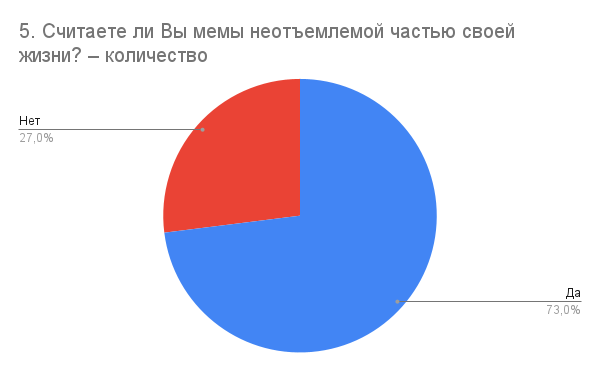 5. Считаете ли Вы мемы неотъемлемой частью своей
жизни? – количество
Нет
27,0%
Да
73,0%